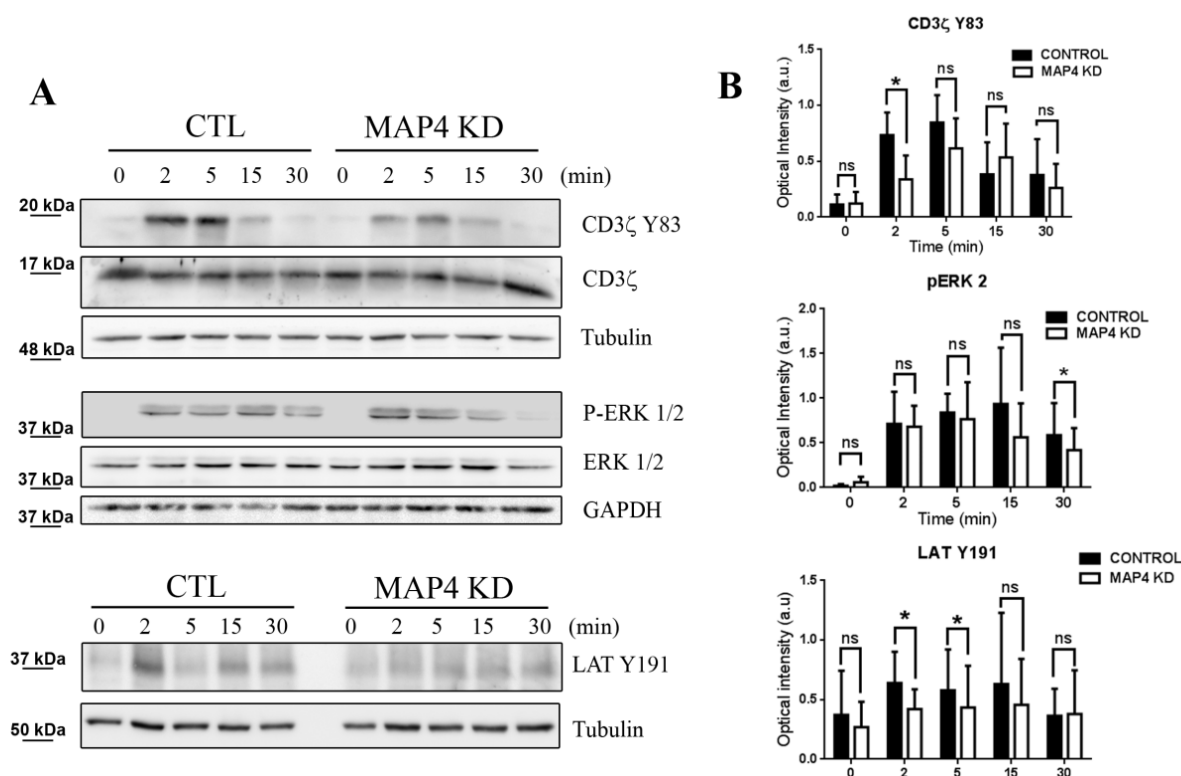 A
CTL MAP4 KD
0 2 5 15 30 0 2 5 15 30 (min)
20 kDa
CD3ζ Y83
17 kDa
CD3ζ
Tubulin
48 kDa
P-ERK 1/2
37 kDa
ERK 1/2
37 kDa
GAPDH
37 kDa
CTL MAP4 KD
0 2 5 15 30 0 2 5 15 30 (min)
37 kDa
LAT Y191
50 kDa
Tubulin
B
CD3ζ Y83
CONTROL
MAP4 KD
Optical Intensity (a.u.)
1.5
1.0
0.5
0.0
ns * ns ns ns
0 2 5 15 30
Time (min)
pERK 2
CONTROL
MAP4 KD
Optical Intensity (a.u.)
2.0
1.5
1.0
0.5
0.0
ns ns ns ns *
0 2 5 15 30
Time (min)
LAT Y191
CONTROL
MAP4 KD
Optical intensity (a.u)
1.5
1.0
0.5
0.0
ns * * ns ns
0 2 5 15 30